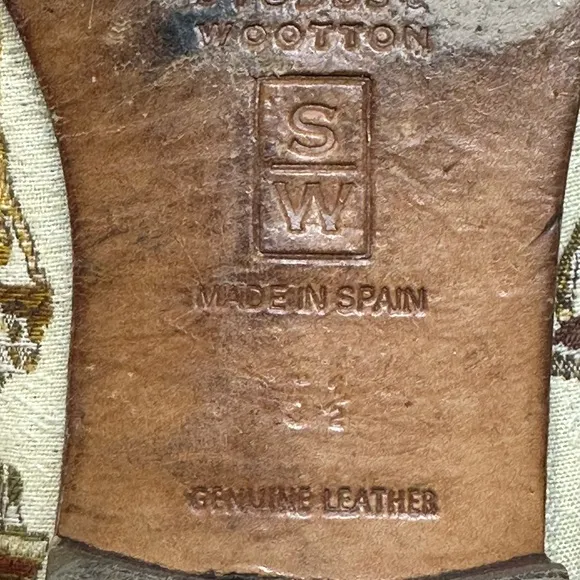 WOOTTON
S
W
MADE IN SPAIN
GENUINE LEATHER